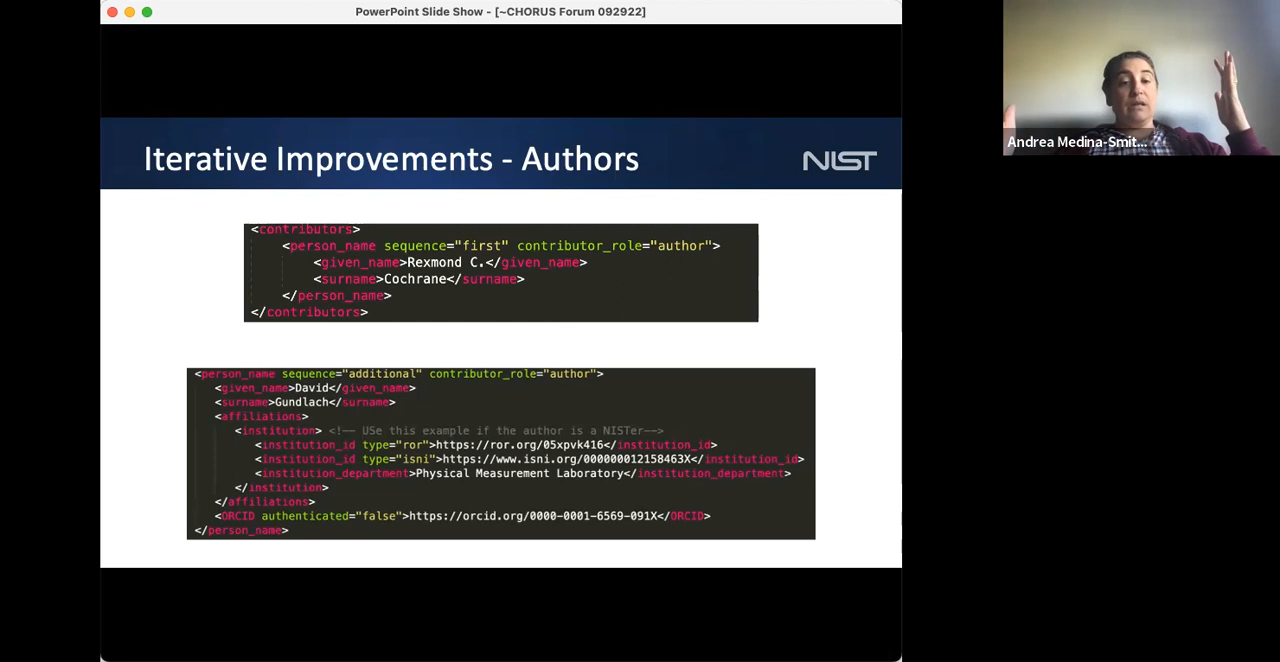 PowerPoint Slide Show - [~CHORUS Forum 092922]
Iterative Improvements - Authors
NIST
<contributors>
<person_name sequence="first" contributor_role="author">
<given_name>Rexmond C.</given_name>
<surname>Cochrane</surname>
</person_name>
</contributors>
<person_name sequence="additional" contributor_role="author">
<given_name>David</given_name>
<surname>Gundlach</surname>
<affiliations>
<institution> <!-- USe this example if the author is a NISTer-->
<institution_id type="ror">https://ror.org/05xpvk416</institution_id>
<institution_id type="isni">https://www.isni.org/000000012158463X</institution_id>
<institution_department>Physical Measurement Laboratory</institution_department>
</institution>
</affiliations>
<ORCID authenticated="false">https://orcid.org/0000-0001-6569-091X</ORCID>
</person_name>
Andrea Medina-Smit...